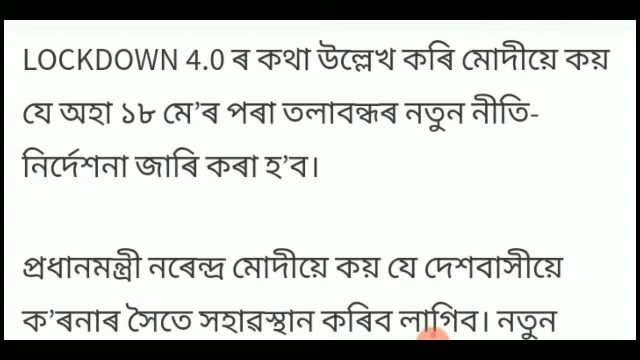 LOCKDOWN 4.0 ৰ কথা উল্লেখ কৰি মোদীয়ে কয়
যে অহা ১৮ মে’ৰ পৰা তলাবন্ধৰ নতুন নীতি-
নিৰ্দেশনা জাৰি কৰা হ’ব।
প্ৰধানমন্ত্ৰী নৰেন্দ্ৰ মোদীয়ে কয় যে দেশবাসীয়ে
ক’ৰনাৰ সৈতে সহাৱস্থান কৰিব লাগিব। নতুন